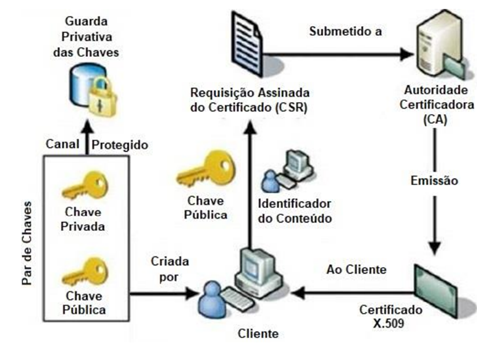 Guarda
Privativa
das Chaves
Submetido a
Requisição Assinada
do Certificado (CSR)
Autoridade
Certificadora
(CA)
Canal Protegido
Par de Chaves
Chave
Privada
Chave
Pública
Chave
Pública
Identificador
do Conteúdo
Emissão
Criada
por
Ao Cliente
Cliente
Certificado
X.509